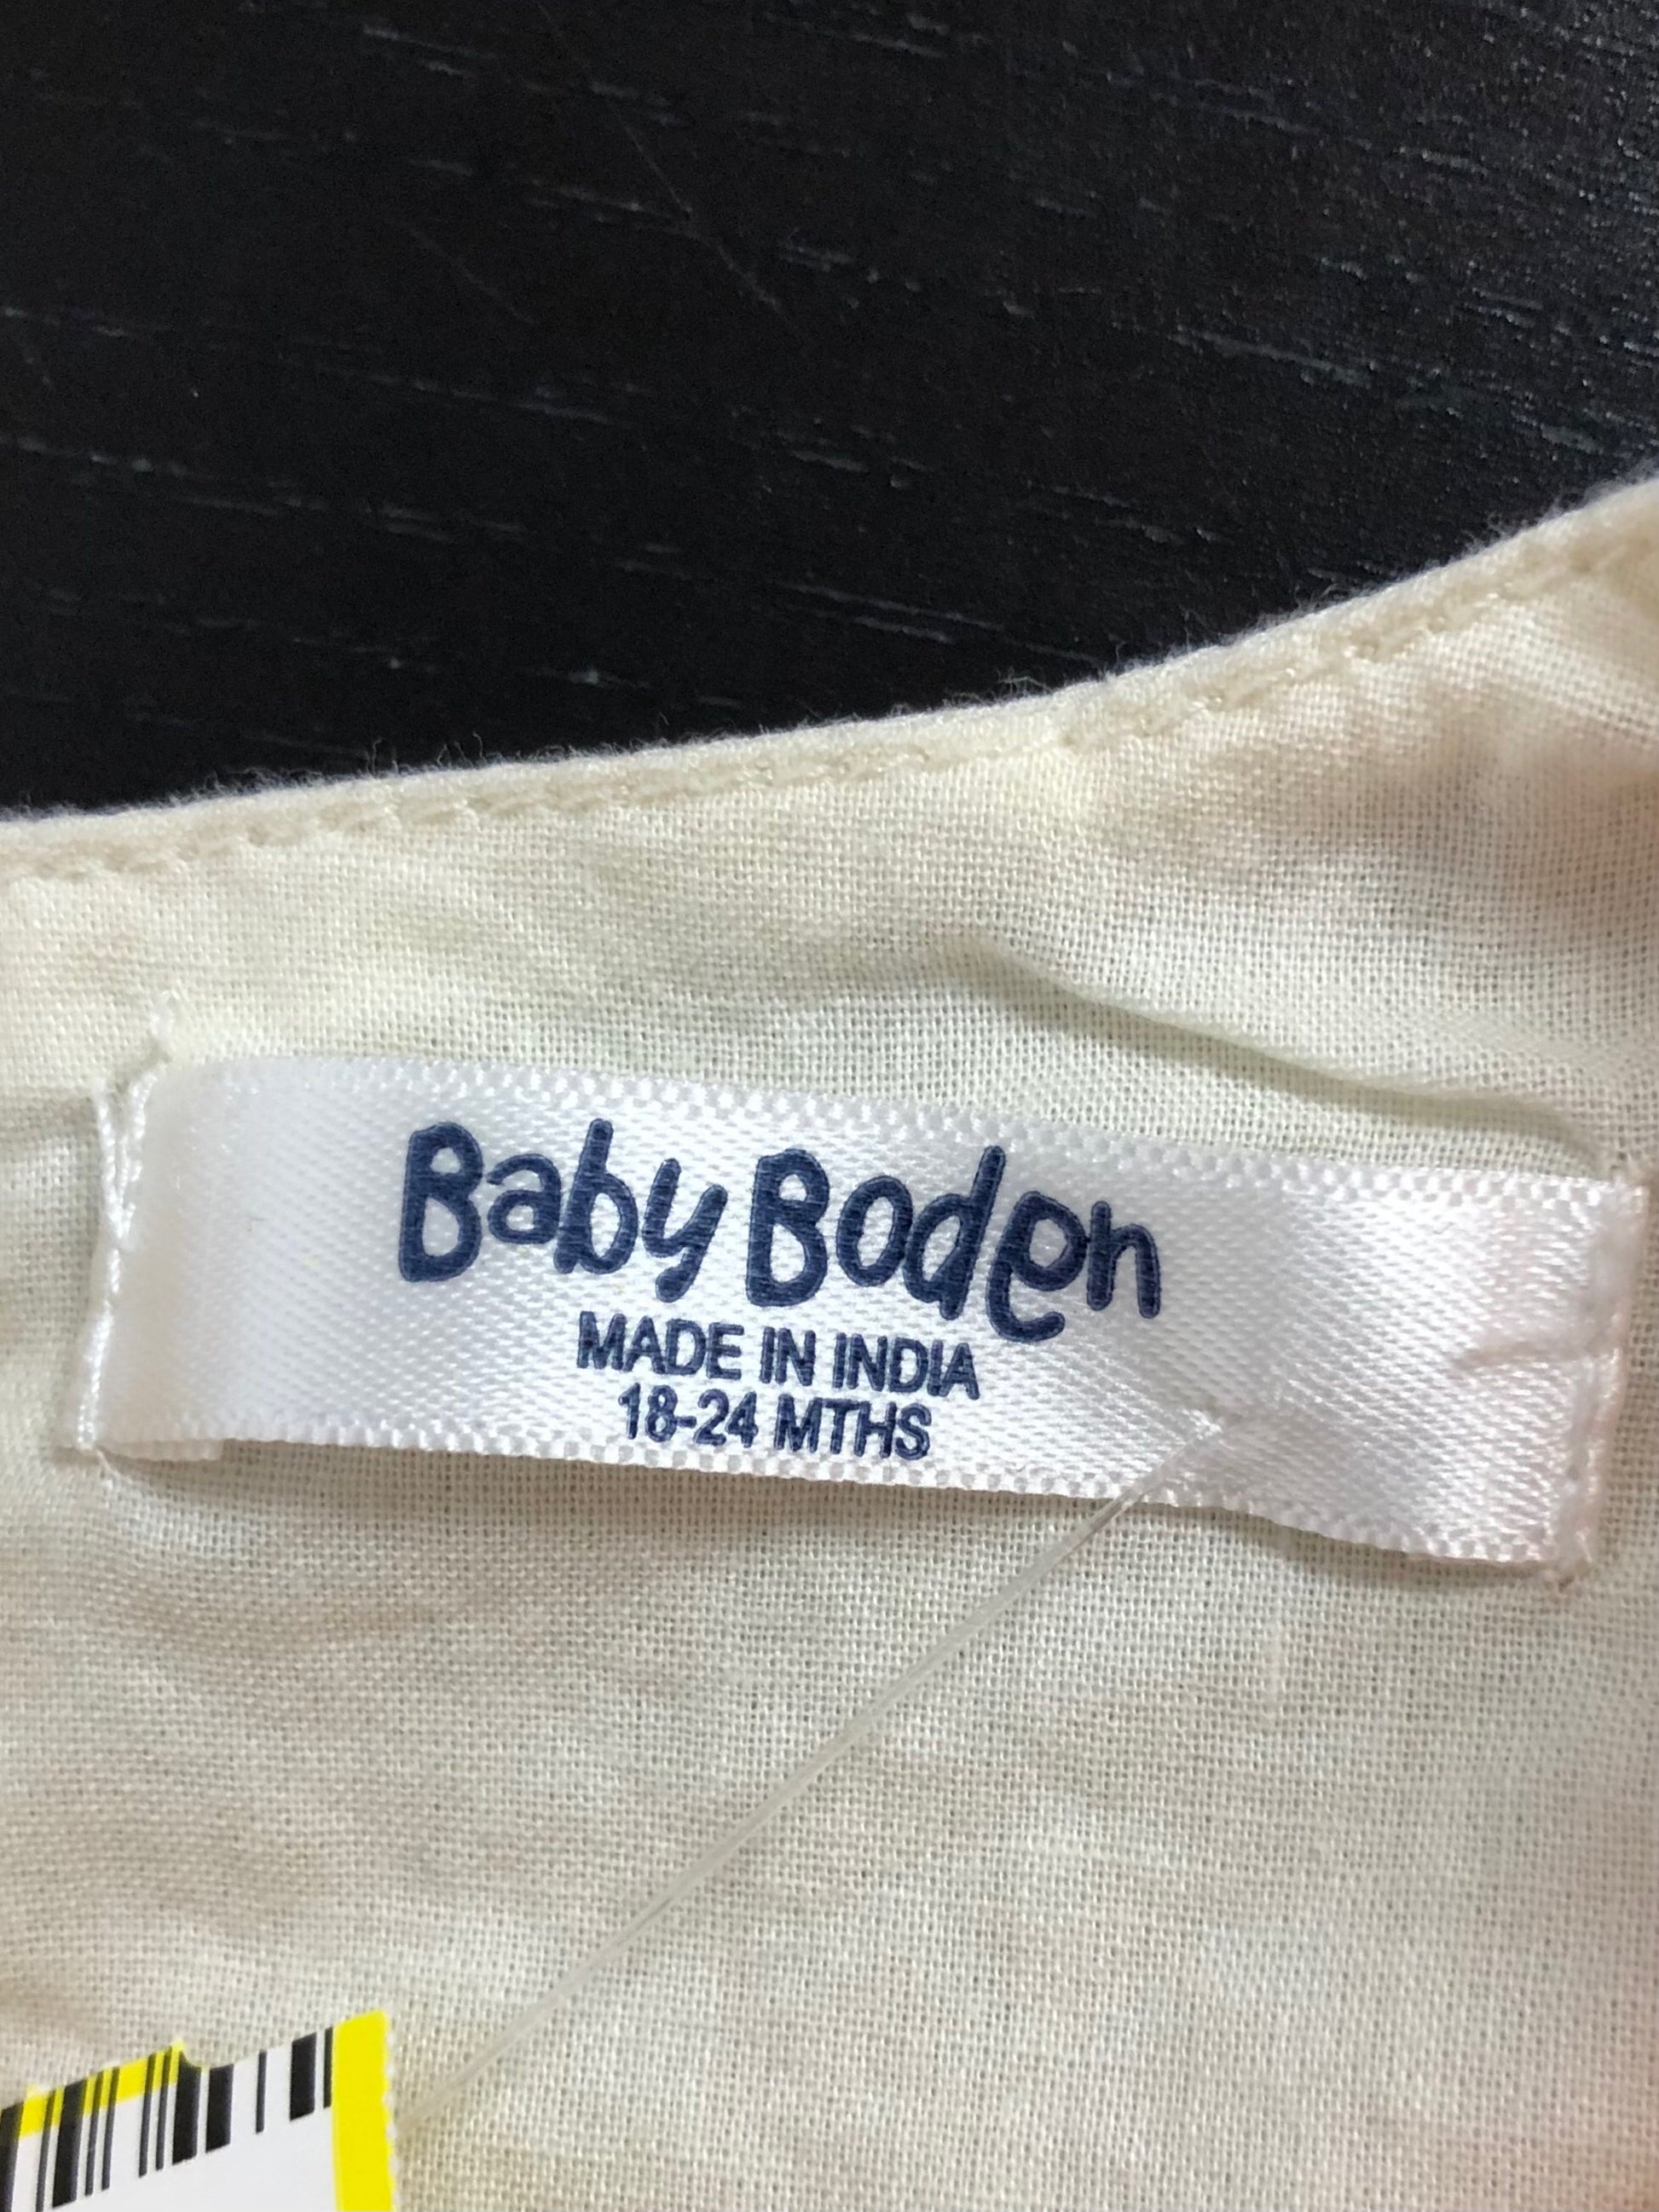 Baby Boden
MADE IN INDIA
18-24 MTHS